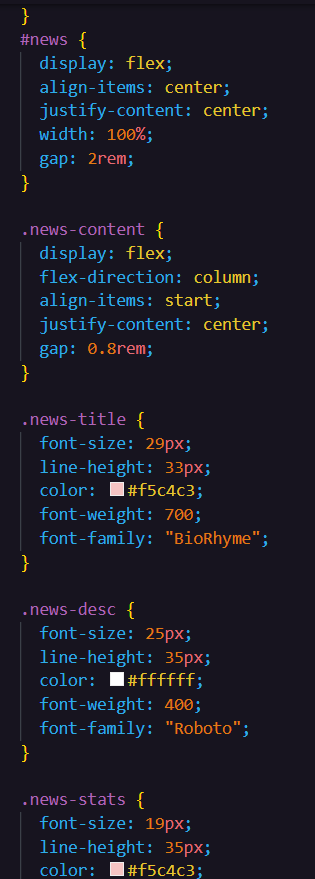 }
#news {
display: flex;
align-items: center;
justify-content: center;
width: 100%;
gap: 2rem;
}
.news-content {
display: flex;
flex-direction: column;
align-items: start;
justify-content: center;
gap: 0.8rem;
}
.news-title {
font-size: 29px;
line-height: 33px;
color: #f5c4c3;
font-weight: 700;
font-family: "BioRhyme";
}
.news-desc {
font-size: 25px;
line-height: 35px;
color: #ffffff;
font-weight: 400;
font-family: "Roboto";
}
.news-stats {
font-size: 19px;
line-height: 35px;
color: #f5c4c3;